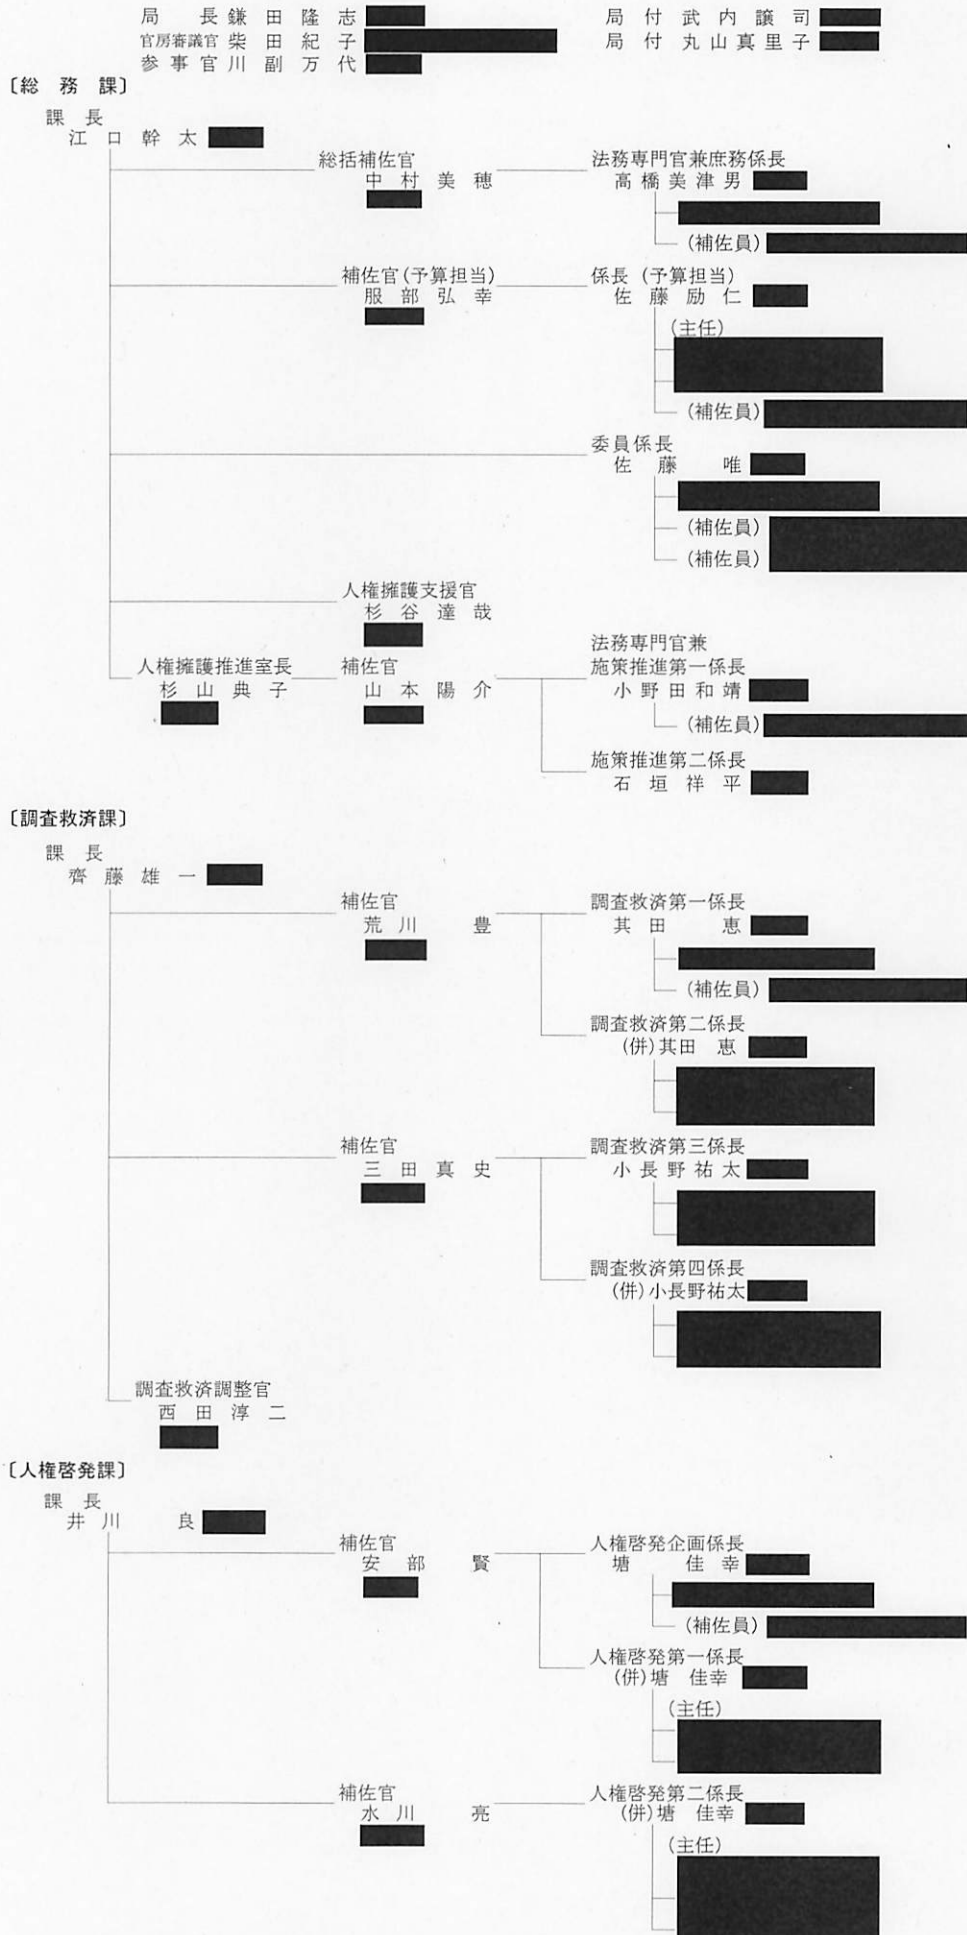 局長鎌田隆志
局付武内譲司
官房審議官柴田紀子
局付丸山真里子
参事官川副万代
〔総務課〕
課長
江口幹太
総括補佐官
中村美穂
法務専門官兼庶務係長
高橋美津男
(補佐員)
補佐官(予算担当)
服部弘幸
係長(予算担当)
佐藤励仁
(主任)
(補佐員)
委員係長
佐藤唯
(補佐員)
(補佐員)
人権擁護支援官
杉谷達哉
人権擁護推進室長
杉山典子
補佐官
山本陽介
法務専門官兼
施策推進第一係長
小野田和靖
(補佐員)
施策推進第二係長
石垣祥平
〔調査救済課〕
課長
齊藤雄一
補佐官
荒川豊
調査救済第一係長
其田恵
(補佐員)
調査救済第二係長
(併)其田恵
補佐官
三田真史
調査救済第三係長
小長野祐太
調査救済第四係長
(併)小長野祐太
調査救済調整官
西田淳二
〔人権啓発課〕
課長
井川良
補佐官
安部賢
人権啓発企画係長
塘佳幸
(補佐員)
人権啓発第一係長
(併)塘佳幸
(主任)
補佐官
水川亮
人権啓発第二係長
(併)塘佳幸
(主任)